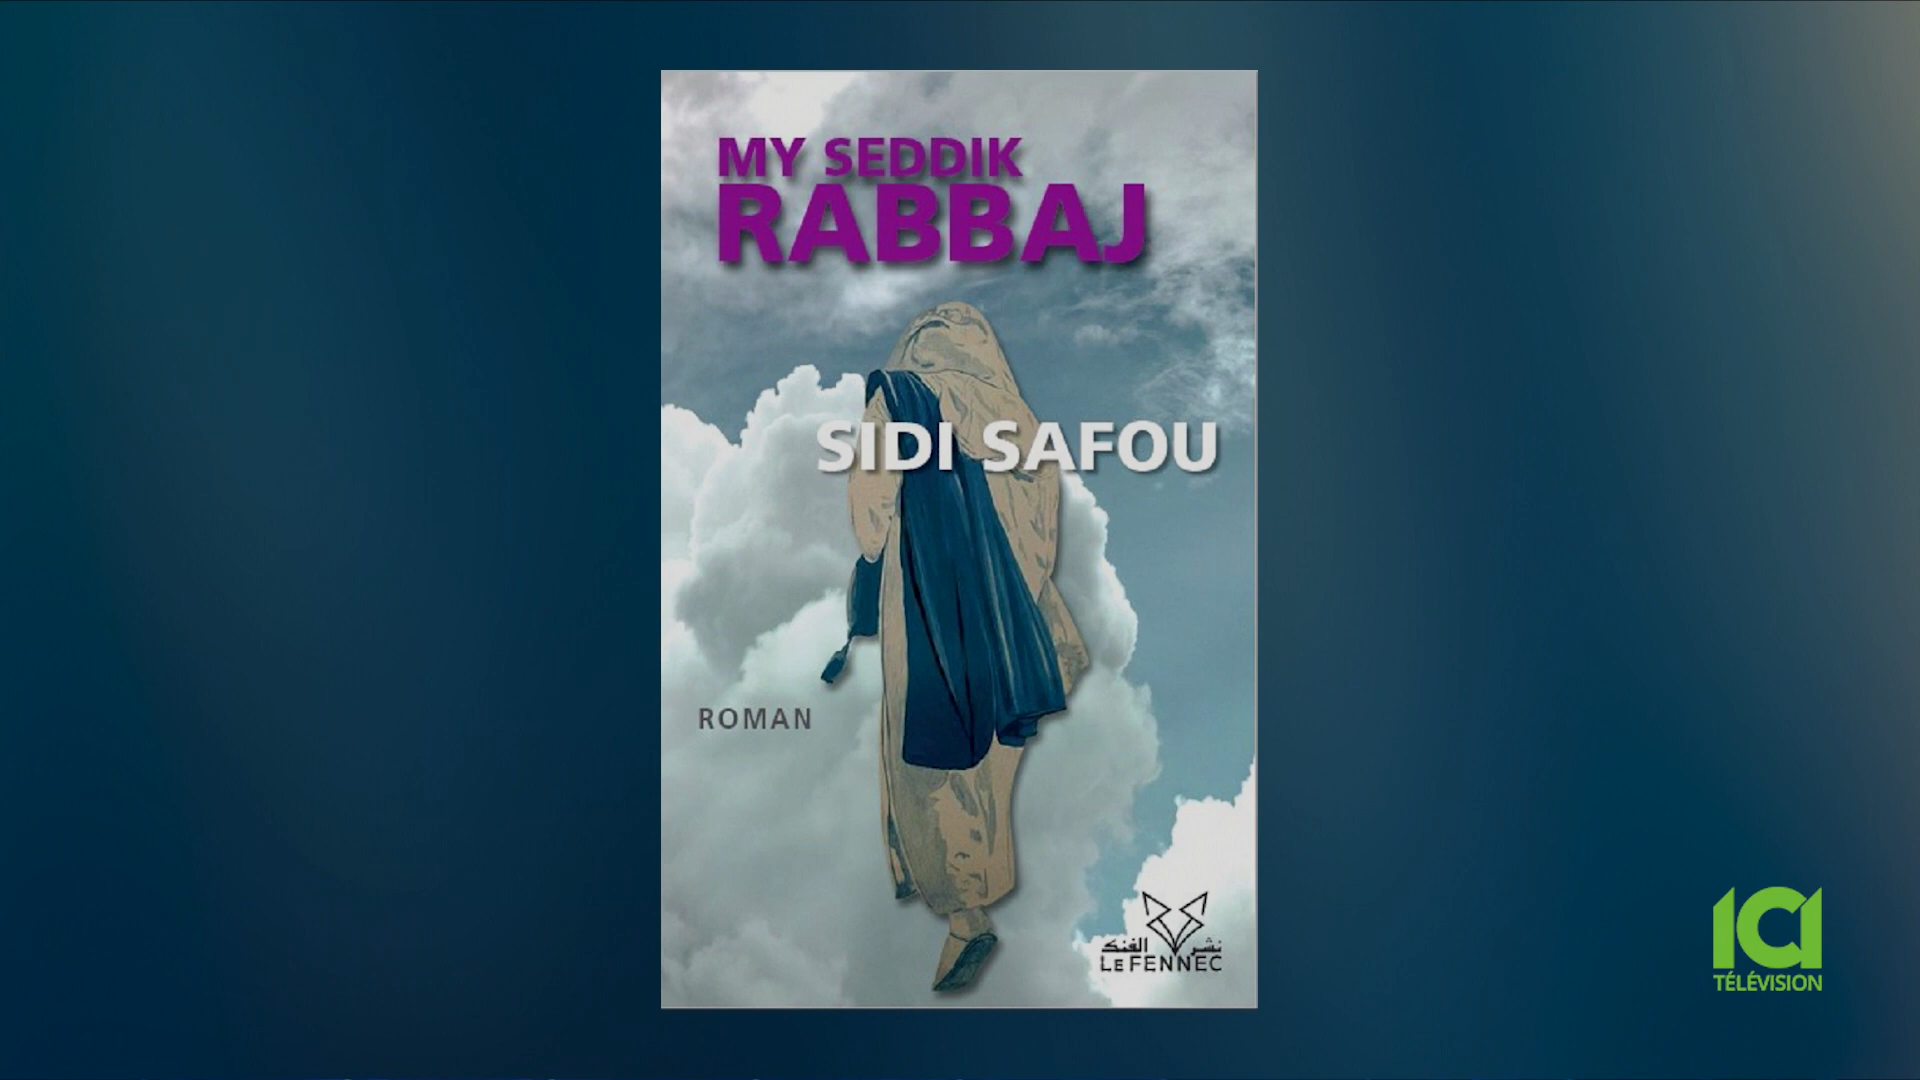 MY SEDDIK
RABBAJ
SIDI SAFOU
ROMAN
نشر الفنك
LE FENNEC
ICI
TÉLÉVISION